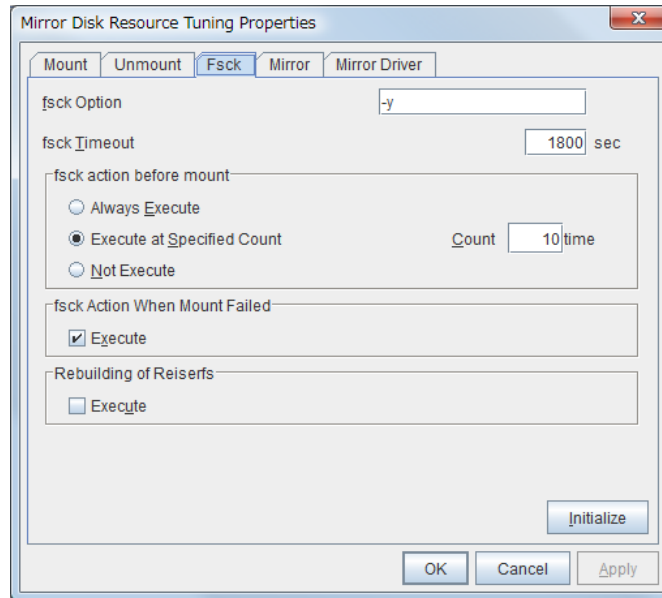 Mirror Disk Resource Tuning Properties
Mount Unmount Fsck Mirror Mirror Driver
fsck Option -y
fsck Timeout 1800 sec
fsck action before mount
Always Execute
Execute at Specified Count Count 10 time
Not Execute
fsck Action When Mount Failed
Execute
Rebuilding of Reiserfs
Execute
Initialize
OK Cancel Apply